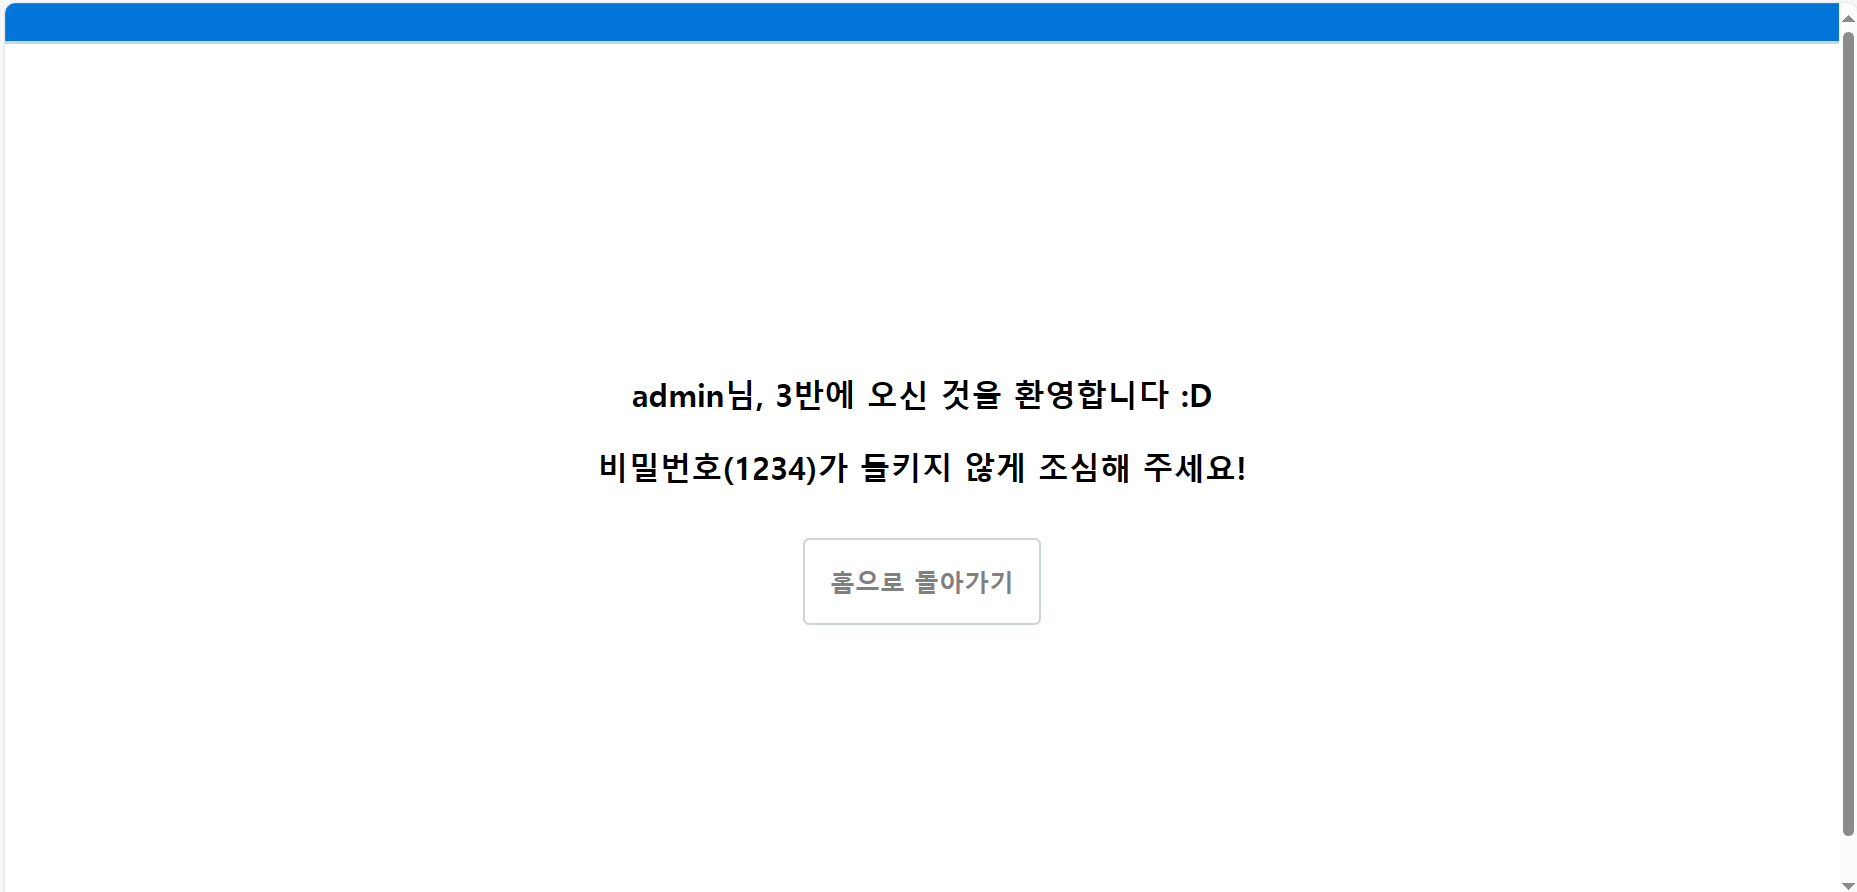 admin님, 3반에 오신 것을 환영합니다 :D
비밀번호(1234)가 들키지 않게 조심해 주세요!
홈으로 돌아가기